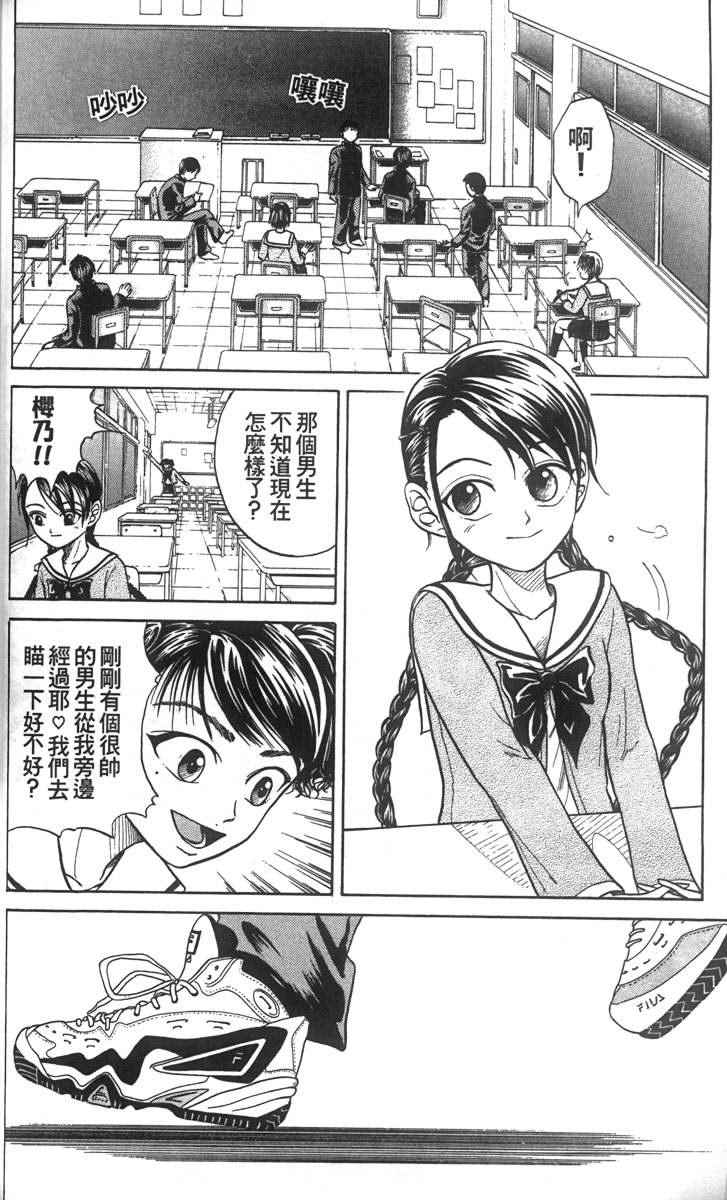 啊！
嚷嚷
吵吵
那個男生
不知道現在
怎麼樣了？
櫻乃!!
剛剛有個很帥
的男生從我旁邊
經過耶♡我們去
瞄一下好不好？
FILA
F